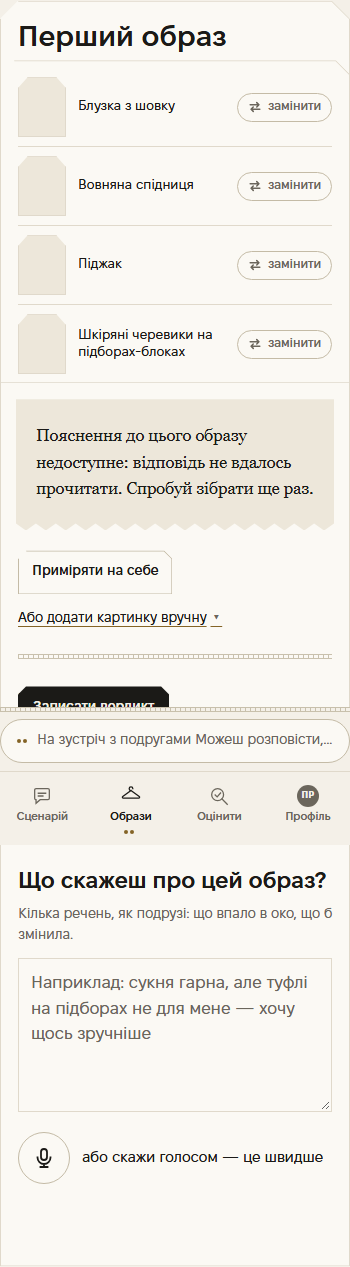 Перший образ
Блузка з шовку
замінити
Вовняна спідниця
замінити
Піджак
замінити
Шкіряні черевики на
підборах-блоках
замінити
Пояснення до цього образу
недоступне: відповідь не вдалось
прочитати. Спробуй зібрати ще раз.
Приміряти на себе
Або додати картинку вручну
Записати вердикт
На зустріч з подругами Можеш розповісти,...
Сценарій
Образи
Оцінити
ПР
Профіль
Що скажеш про цей образ?
Кілька речень, як подрузі: що впало в око, що б
змінила.
Наприклад: сукня гарна, але туфлі
на підборах не для мене — хочу
щось зручніше
або скажи голосом — це швидше